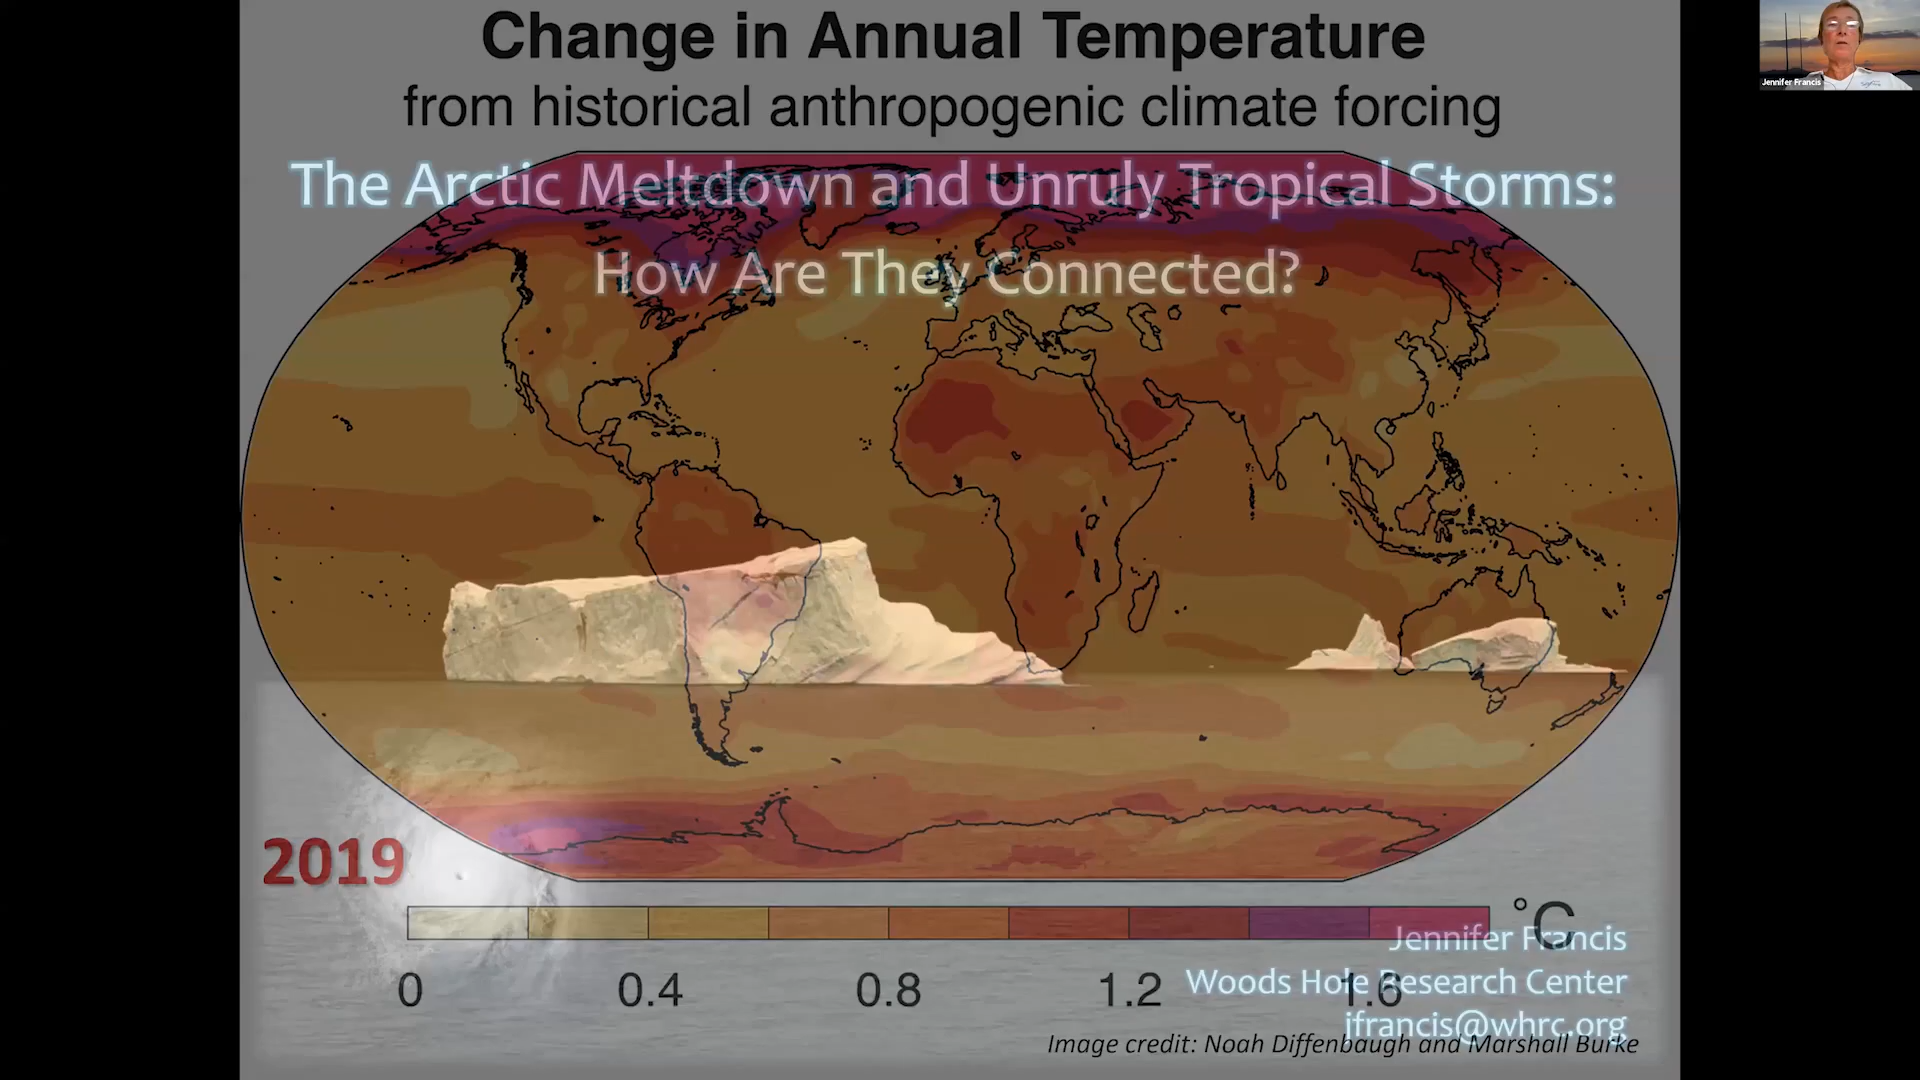 Change in Annual Temperature
from historical anthropogenic climate forcing
The Arctic Meltdown and Unruly Tropical Storms:
How Are They Connected?
Jennifer Francis
2019
°C
0 0.4 0.8 1.2 1.6
Jennifer Francis
Woods Hole Research Center
jfrancis@whrc.org
Image credit: Noah Diffenbaugh and Marshall Burke